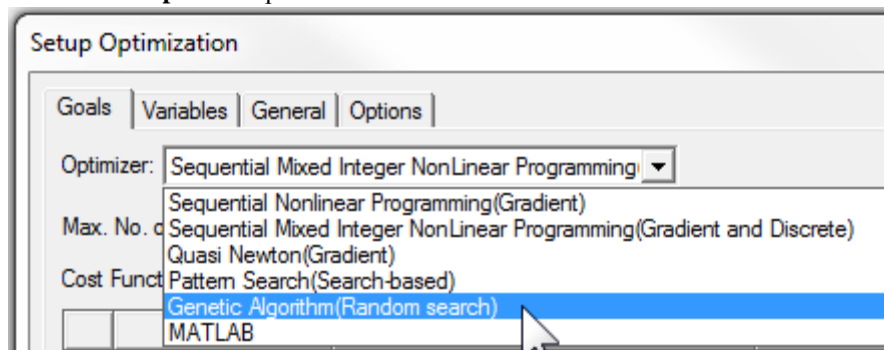 Setup Optimization
Goals Variables General Options
Optimizer: Sequential Mixed Integer NonLinear Programming(
Sequential Nonlinear Programming(Gradient)
Max. No. Sequential Mixed Integer NonLinear Programming(Gradient and Discrete)
Quasi Newton(Gradient)
Cost Funct Pattern Search(Search-based)
Genetic Algorithm(Random search)
MATLAB